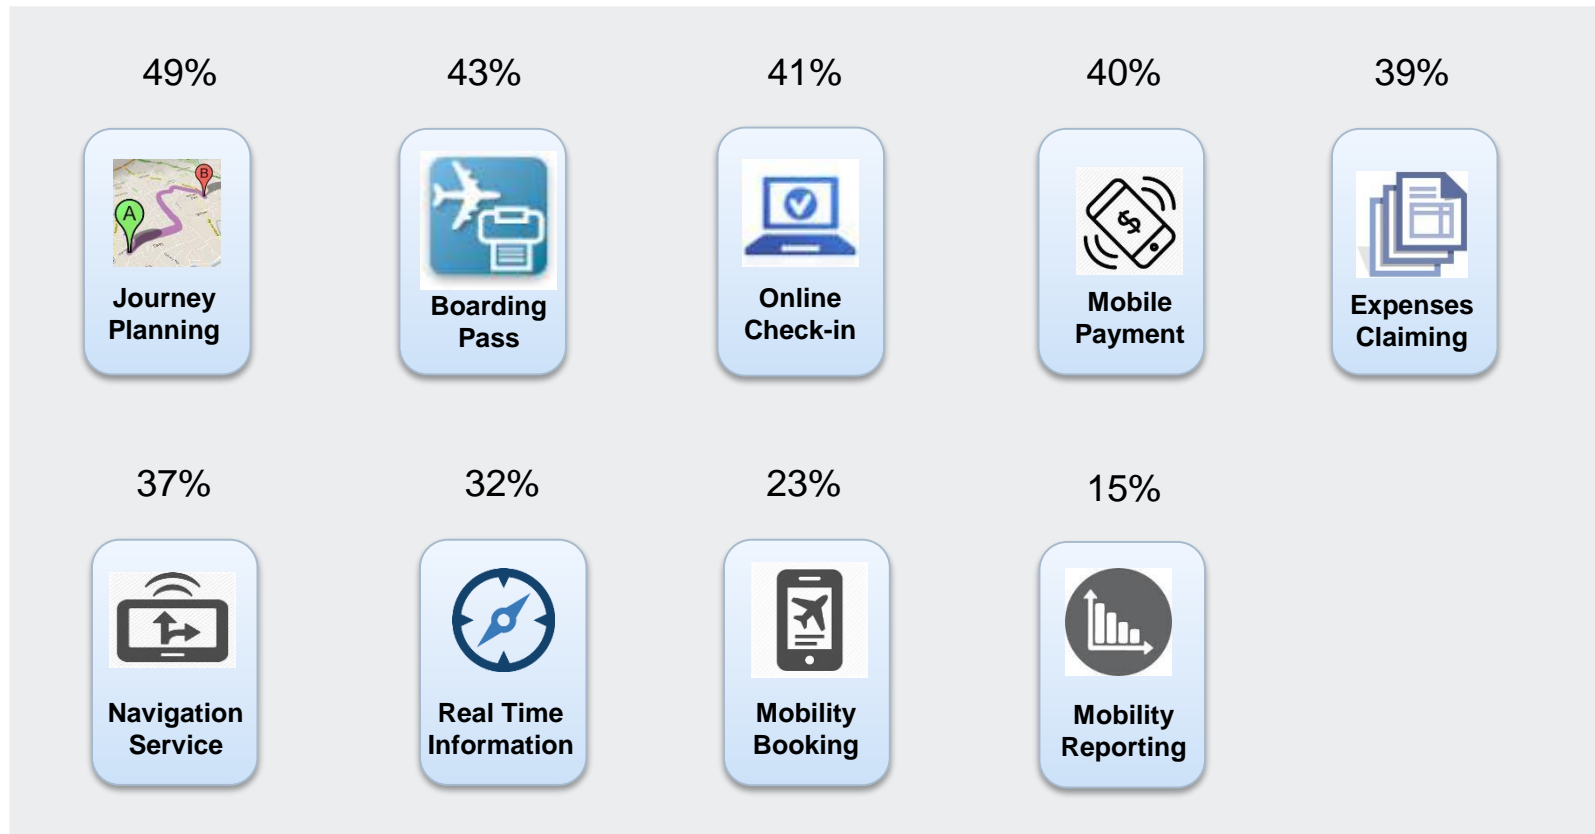 49%
43%
41%
40%
39%
A
B
Journey
Planning
Boarding
Pass
Online
Check-in
$
Mobile
Payment
Expenses
Claiming
37%
32%
23%
15%
Navigation
Service
Real Time
Information
Mobility
Booking
Mobility
Reporting